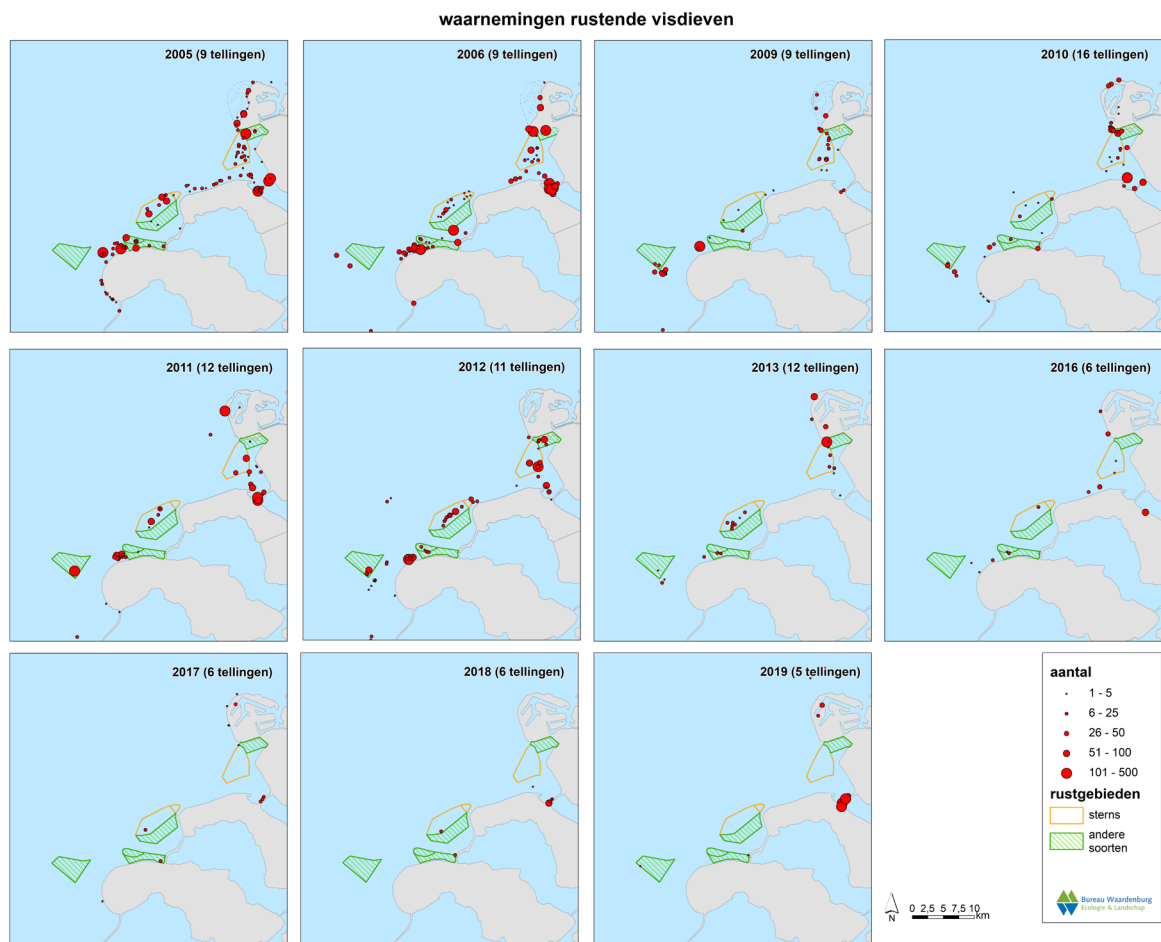 waarnemingen rustende visdieven
2005 (9 tellingen)
2006 (9 tellingen)
2009 (9 tellingen)
2010 (16 tellingen)
2011 (12 tellingen)
2012 (11 tellingen)
2013 (12 tellingen)
2016 (6 tellingen)
2017 (6 tellingen)
2018 (6 tellingen)
2019 (5 tellingen)
aantal
1 - 5
6 - 25
26 - 50
51 - 100
101 - 500
rustgebieden
sterns
andere
soorten
Bureau Waardenburg
Ecologie & Landschap
N
0 2,5 5 7,5 10
km